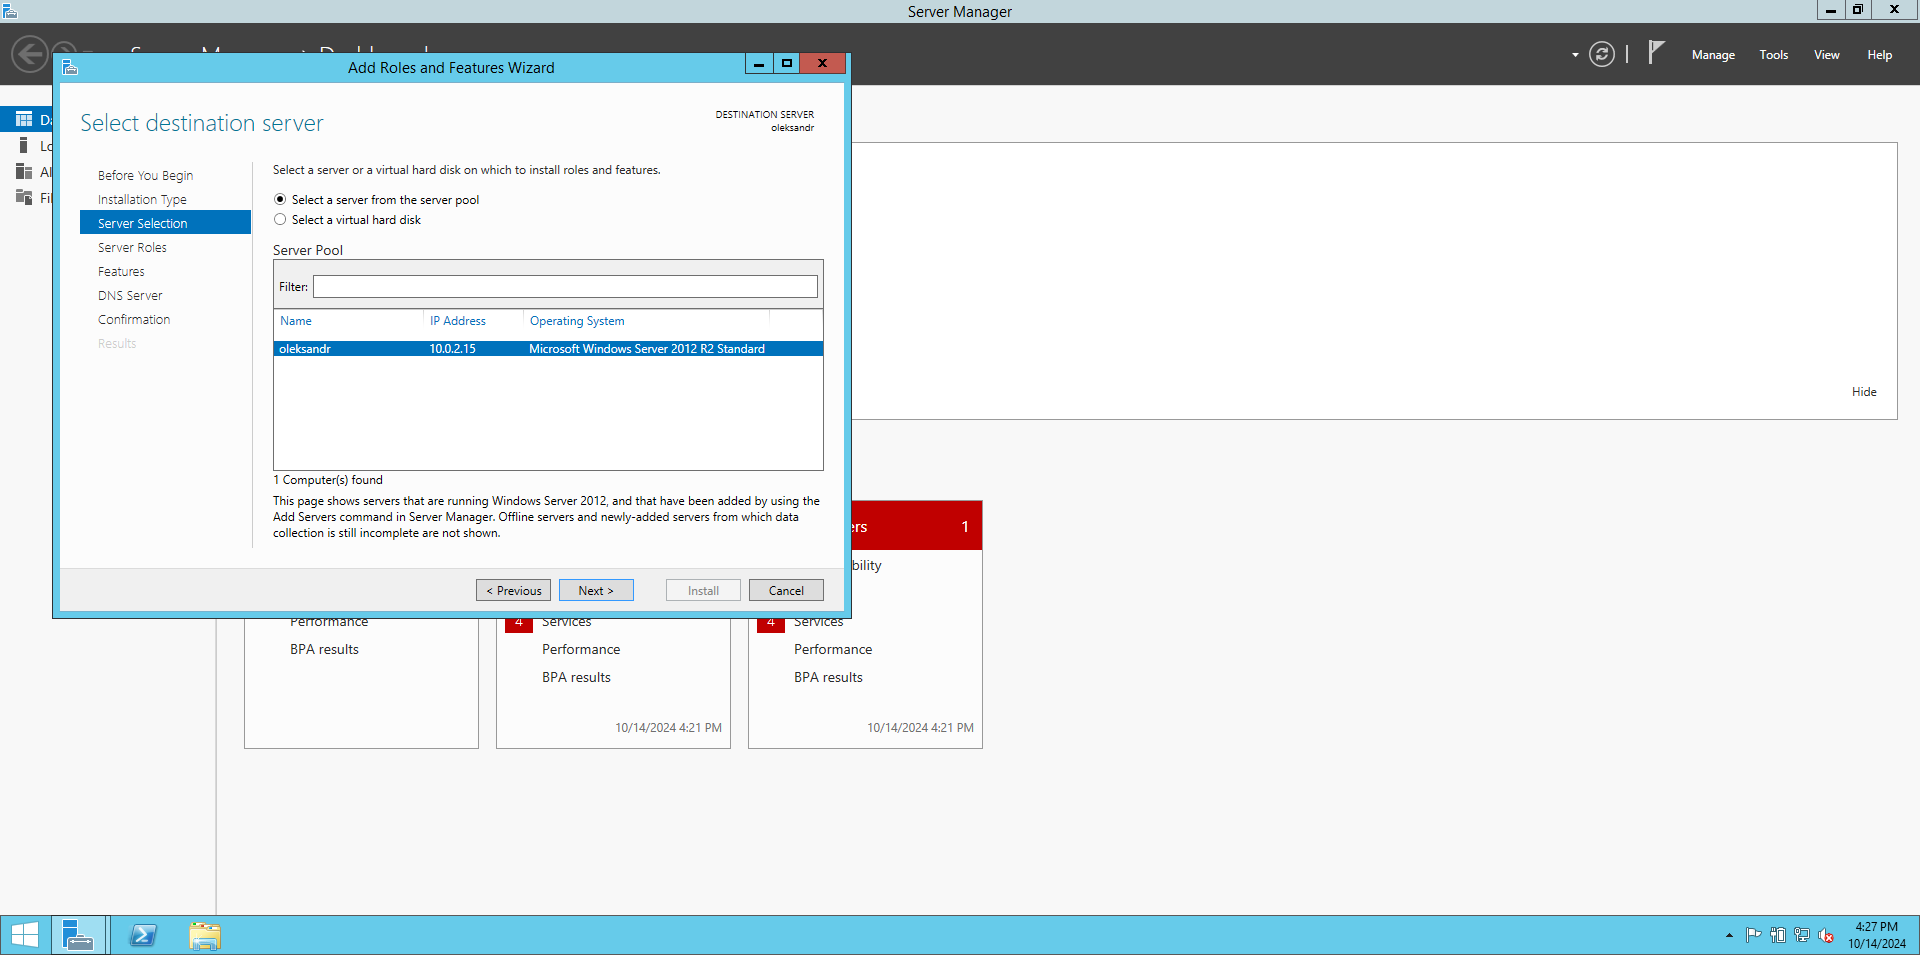 Server Manager
Manage
Tools
View
Help
Add Roles and Features Wizard
Select destination server
DESTINATION SERVER
oleksandr
Before You Begin
Installation Type
Server Selection
Server Roles
Features
DNS Server
Confirmation
Results
Select a server or a virtual hard disk on which to install roles and features.
Select a server from the server pool
Select a virtual hard disk
Server Pool
Filter:
Name IP Address Operating System
oleksandr 10.0.2.15 Microsoft Windows Server 2012 R2 Standard
1 Computer(s) found
This page shows servers that are running Windows Server 2012, and that have been added by using the
Add Servers command in Server Manager. Offline servers and newly-added servers from which data
collection is still incomplete are not shown.
< Previous
Next >
Install
Cancel
Hide
1
Performance
BPA results
4 Services
Performance
BPA results
10/14/2024 4:21 PM
4 Services
Performance
BPA results
10/14/2024 4:21 PM
4:27 PM
10/14/2024